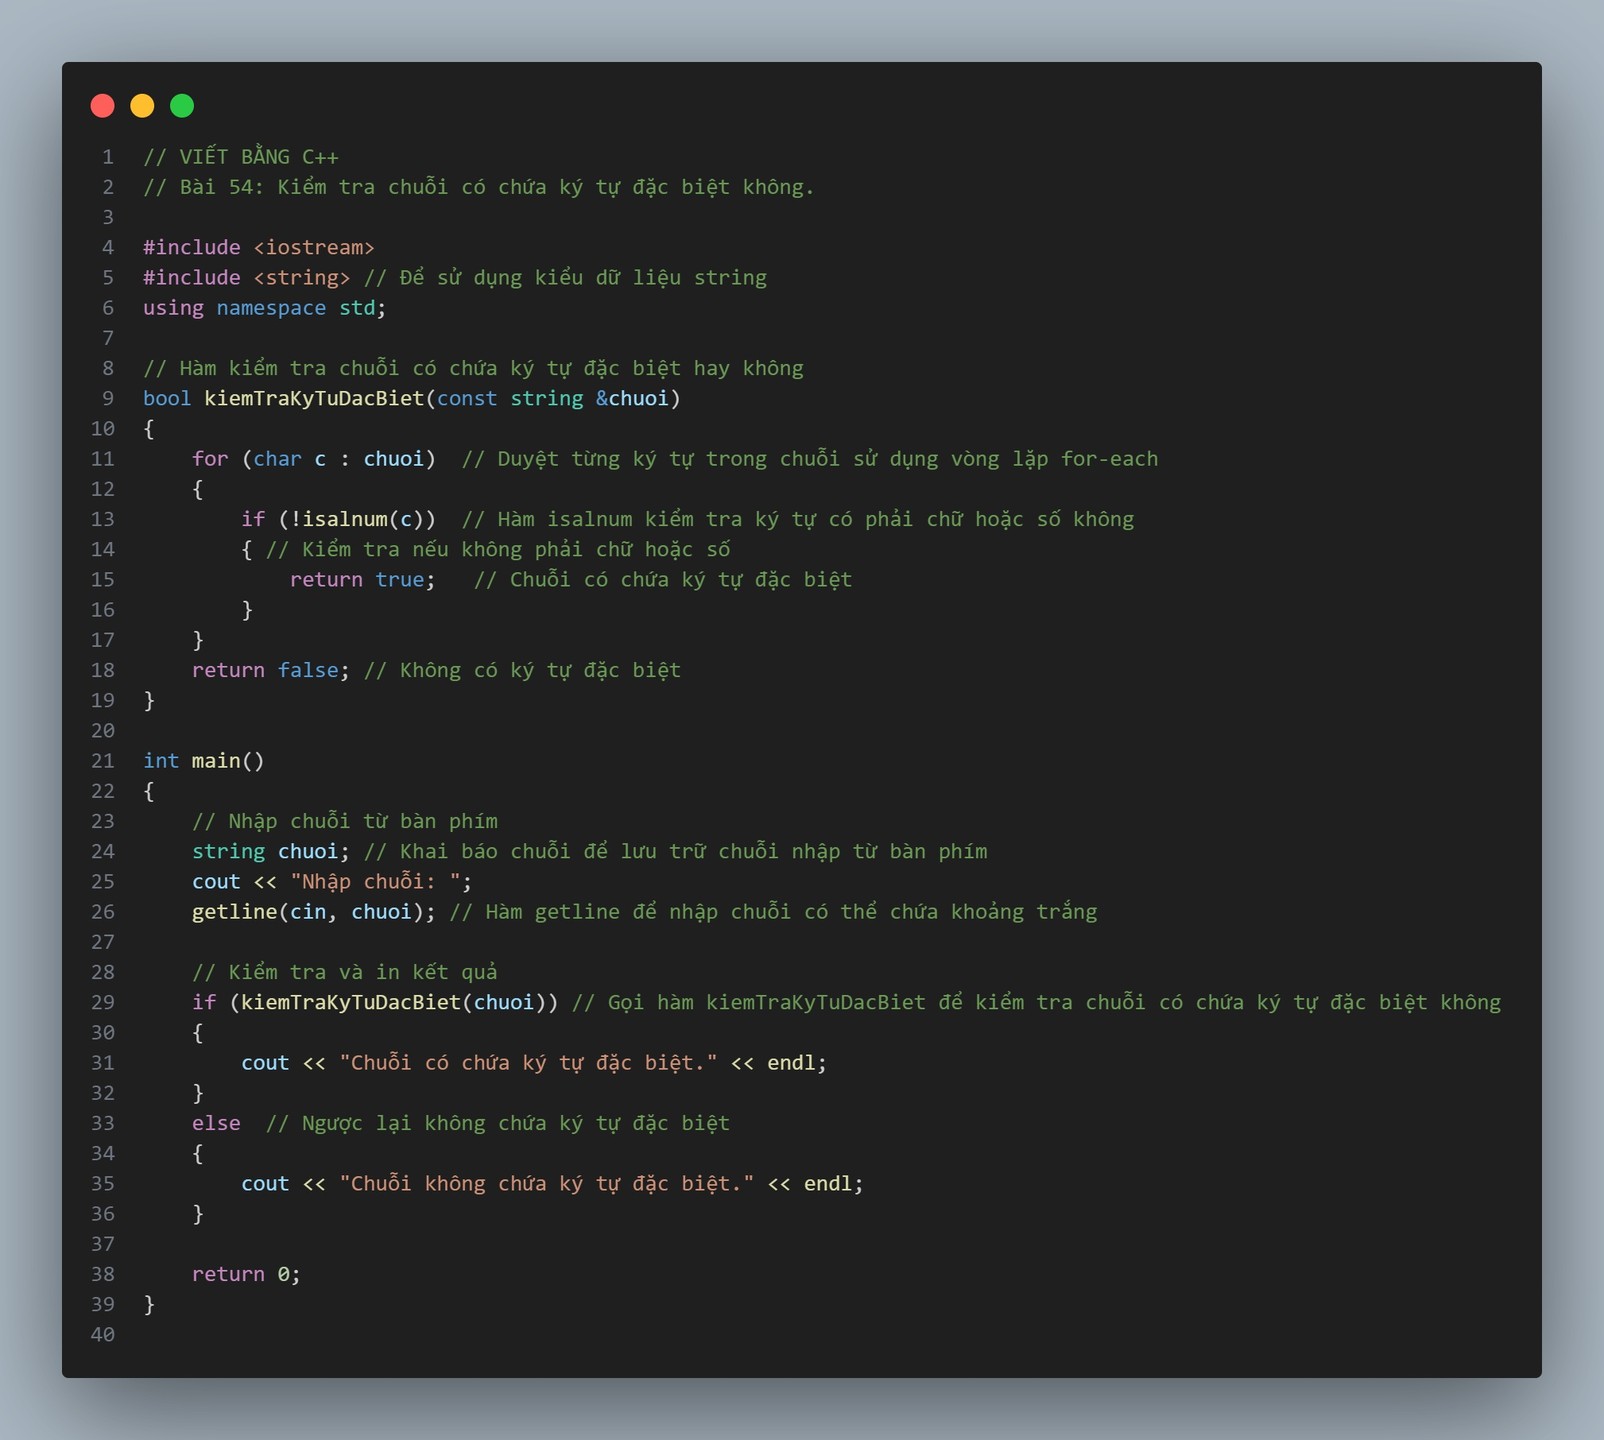 1 // VIẾT BẰNG C++
2 // Bài 54: Kiểm tra chuỗi có chứa ký tự đặc biệt không.
3
4 #include <iostream>
5 #include <string> // Để sử dụng kiểu dữ liệu string
6 using namespace std;
7
8 // Hàm kiểm tra chuỗi có chứa ký tự đặc biệt hay không
9 bool kiemTraKyTuDacBiet(const string &chuoi)
10 {
11     for (char c : chuoi)  // Duyệt từng ký tự trong chuỗi sử dụng vòng lặp for-each
12     {
13         if (!isalnum(c))  // Hàm isalnum kiểm tra ký tự có phải chữ hoặc số không
14         { // Kiểm tra nếu không phải chữ hoặc số
15             return true;   // Chuỗi có chứa ký tự đặc biệt
16         }
17     }
18     return false; // Không có ký tự đặc biệt
19 }
20
21 int main()
22 {
23     // Nhập chuỗi từ bàn phím
24     string chuoi; // Khai báo chuỗi để lưu trữ chuỗi nhập từ bàn phím
25     cout << "Nhập chuỗi: ";
26     getline(cin, chuoi); // Hàm getline để nhập chuỗi có thể chứa khoảng trắng
27
28     // Kiểm tra và in kết quả
29     if (kiemTraKyTuDacBiet(chuoi)) // Gọi hàm kiemTraKyTuDacBiet để kiểm tra chuỗi có chứa ký tự đặc biệt không
30     {
31         cout << "Chuỗi có chứa ký tự đặc biệt." << endl;
32     }
33     else  // Ngược lại không chứa ký tự đặc biệt
34     {
35         cout << "Chuỗi không chứa ký tự đặc biệt." << endl;
36     }
37
38     return 0;
39 }
40